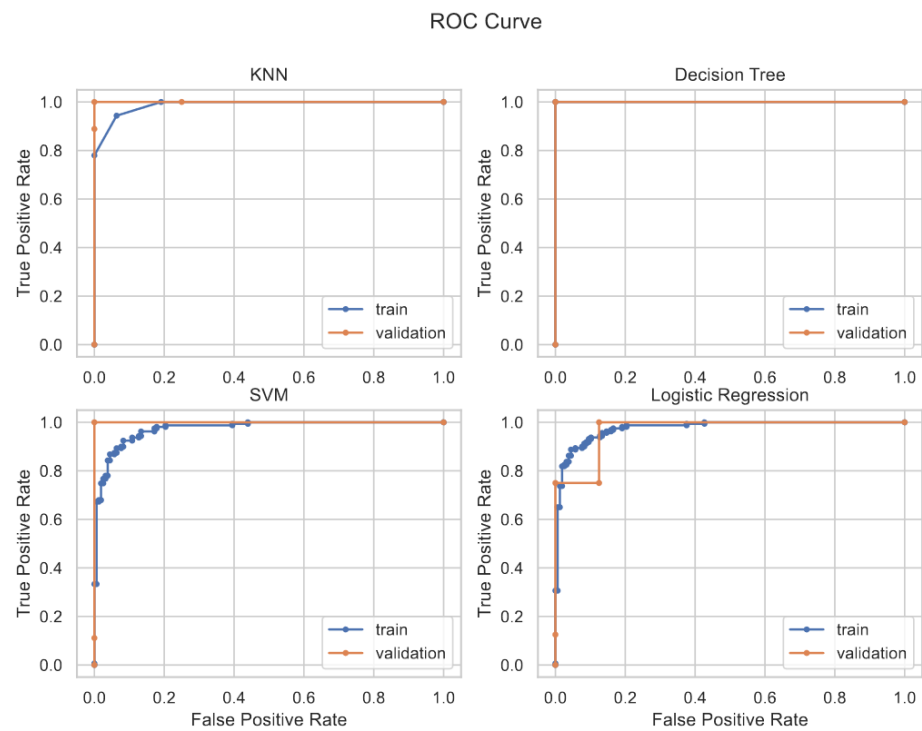 ROC Curve
KNN
True Positive Rate
1.0
0.8
0.6
0.4
0.2
0.0
0.0 0.2 0.4 0.6 0.8 1.0
train
validation
Decision Tree
True Positive Rate
1.0
0.8
0.6
0.4
0.2
0.0
0.0 0.2 0.4 0.6 0.8 1.0
train
validation
SVM
True Positive Rate
1.0
0.8
0.6
0.4
0.2
0.0
0.0 0.2 0.4 0.6 0.8 1.0
False Positive Rate
train
validation
Logistic Regression
True Positive Rate
1.0
0.8
0.6
0.4
0.2
0.0
0.0 0.2 0.4 0.6 0.8 1.0
False Positive Rate
train
validation